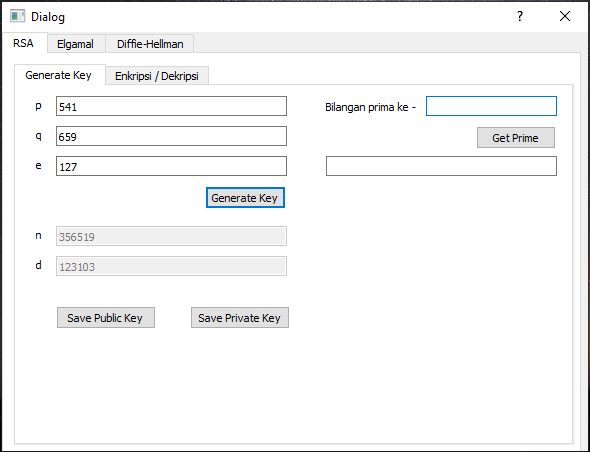 Dialog
RSA Elgamal Diffie-Hellman
Generate Key Enkripsi / Dekripsi
p 541 Bilangan prima ke -
q 659
Get Prime
e 127
Generate Key
n 356519
d 123103
Save Public Key Save Private Key